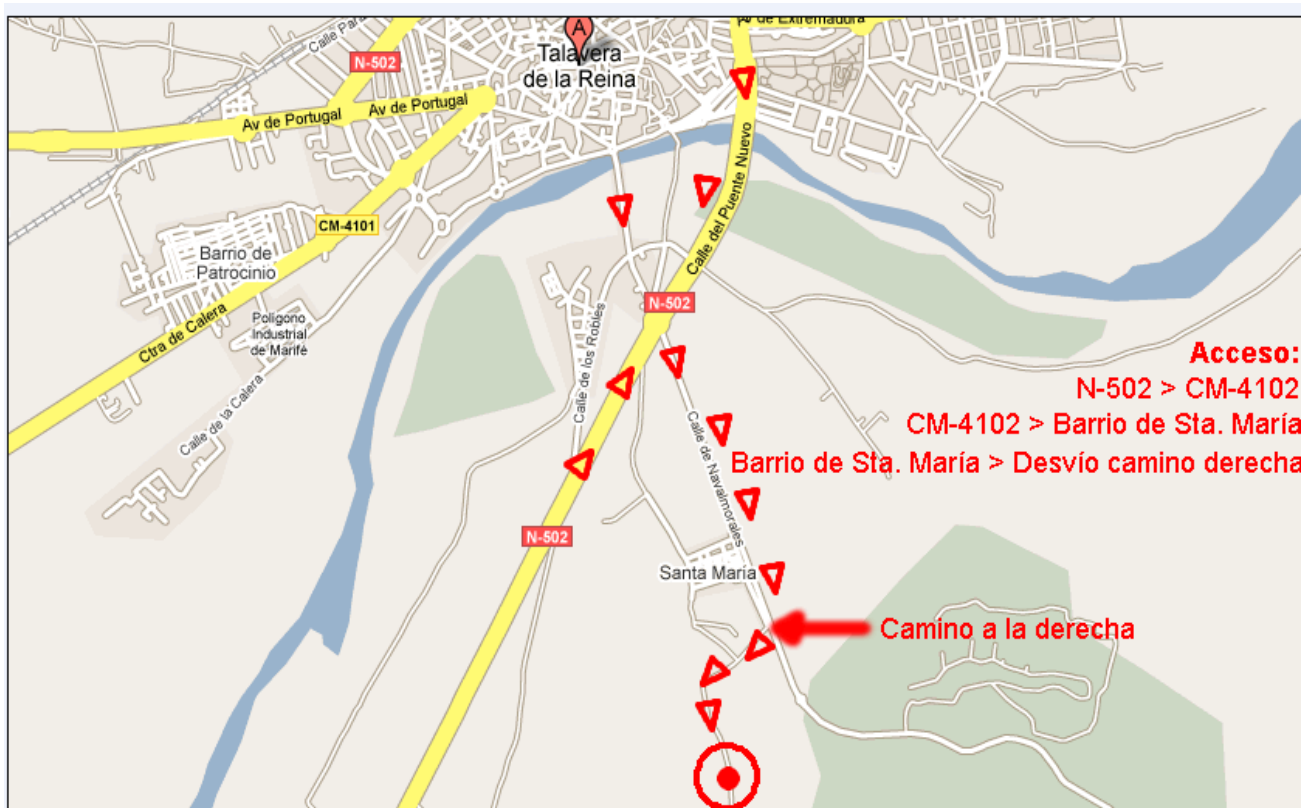 Av de Extremadura
Calle Para
A
N-502
Talavera
de la Reina
Av de Portugal
Av de Portugal
Calle del Puente Nuevo
CM-4101
Barrio de
Patrocinio
N-502
Polígono
Industrial
de Marifé
Ctra de Calera
Calle de los Robles
Acceso:
N-502 > CM-4102
CM-4102 > Barrio de Sta. María
Barrio de Sta. María > Desvío camino derecha
Calle de la Calera
Calle de Navalmorales
N-502
Santa María
Camino a la derecha